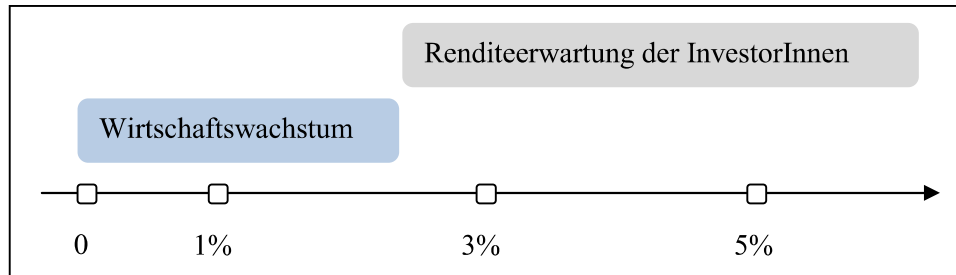 Renditeerwartung der InvestorInnen
Wirtschaftswachstum
0 1% 3% 5%